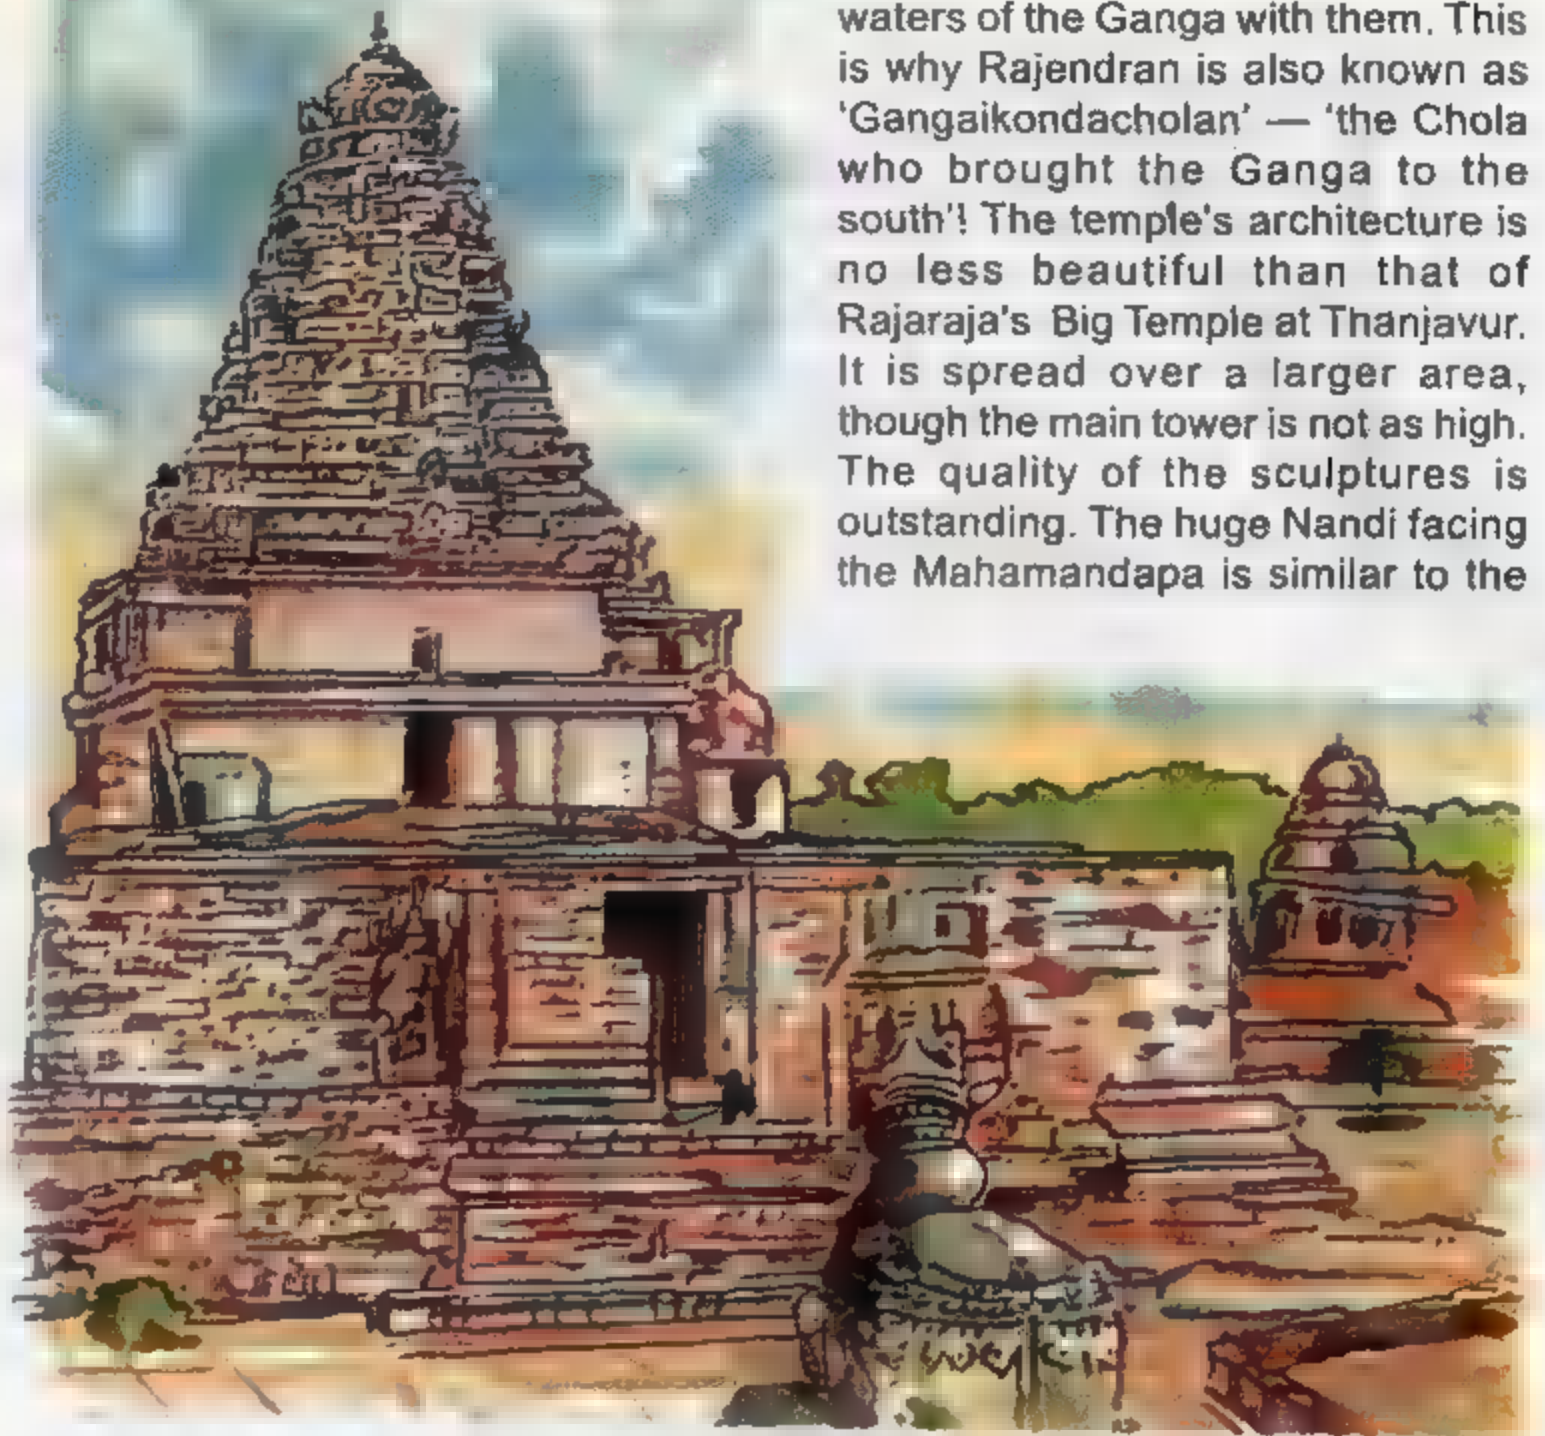 waters of the Ganga with them. This
is why Rajendran is also known as
'Gangaikondacholan' — 'the Chola
who brought the Ganga to the
south'! The temple's architecture is
no less beautiful than that of
Rajaraja's Big Temple at Thanjavur.
It is spread over a larger area,
though the main tower is not as high.
The quality of the sculptures is
outstanding. The huge Nandi facing
the Mahamandapa is similar to the